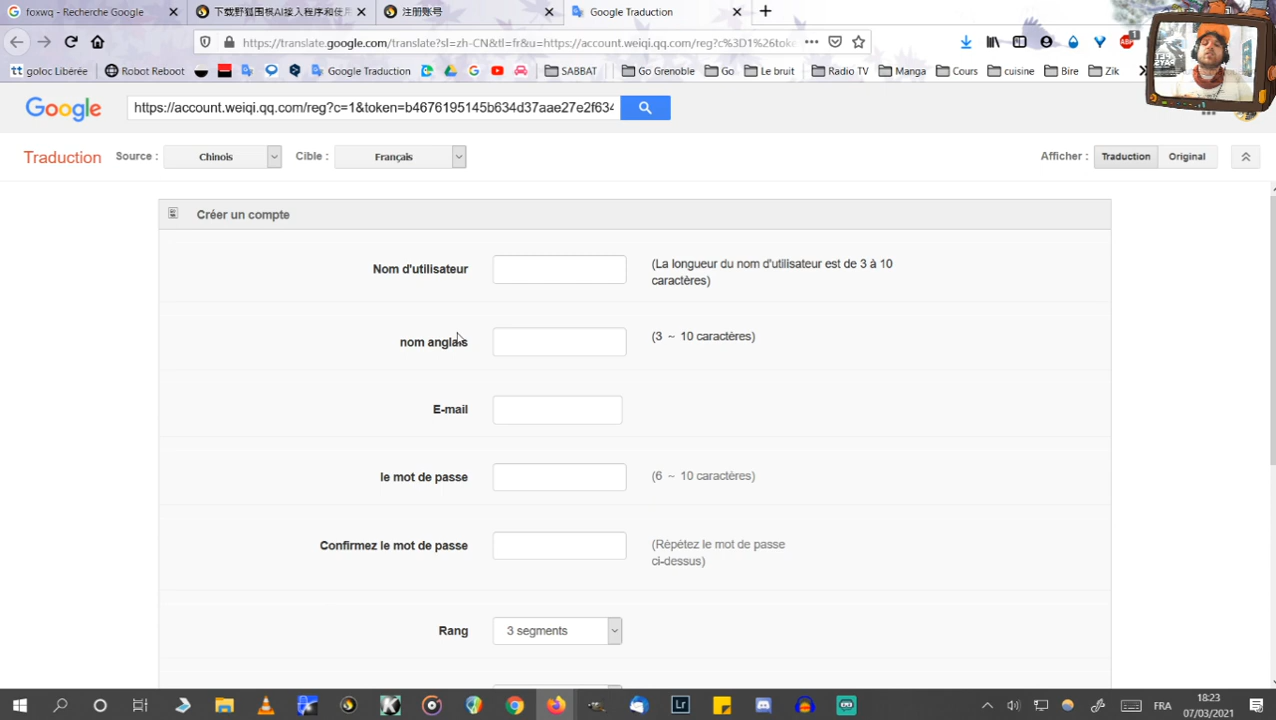 foxwq - Recherche Google
下载野狐围棋AI接入程序和使用
注册账号
Google Traduction
https://translate.google.com/translate?sl=zh-CN&tl=fr&u=https://account.weiqi.qq.com/reg?c%3D1%26toke
1
ABP
goloc Libérée
Robot Reboot
Google Traduction
SABBAT
Go Grenoble
Go
Le bruit
Radio TV
Manga
Cours
cuisine
Bire
Zik
Google
https://account.weiqi.qq.com/reg?c=1&token=b4676195145b634d37aae27e2f634
Traduction
Source :
Chinois
Cible :
Français
Afficher :
Traduction
Original
Créer un compte
Nom d'utilisateur
(La longueur du nom d'utilisateur est de 3 à 10
caractères)
nom anglais
(3 ~ 10 caractères)
E-mail
le mot de passe
(6 ~ 10 caractères)
Confirmez le mot de passe
(Répétez le mot de passe
ci-dessus)
Rang
3 segments
Lr
FRA
18:23
07/03/2021